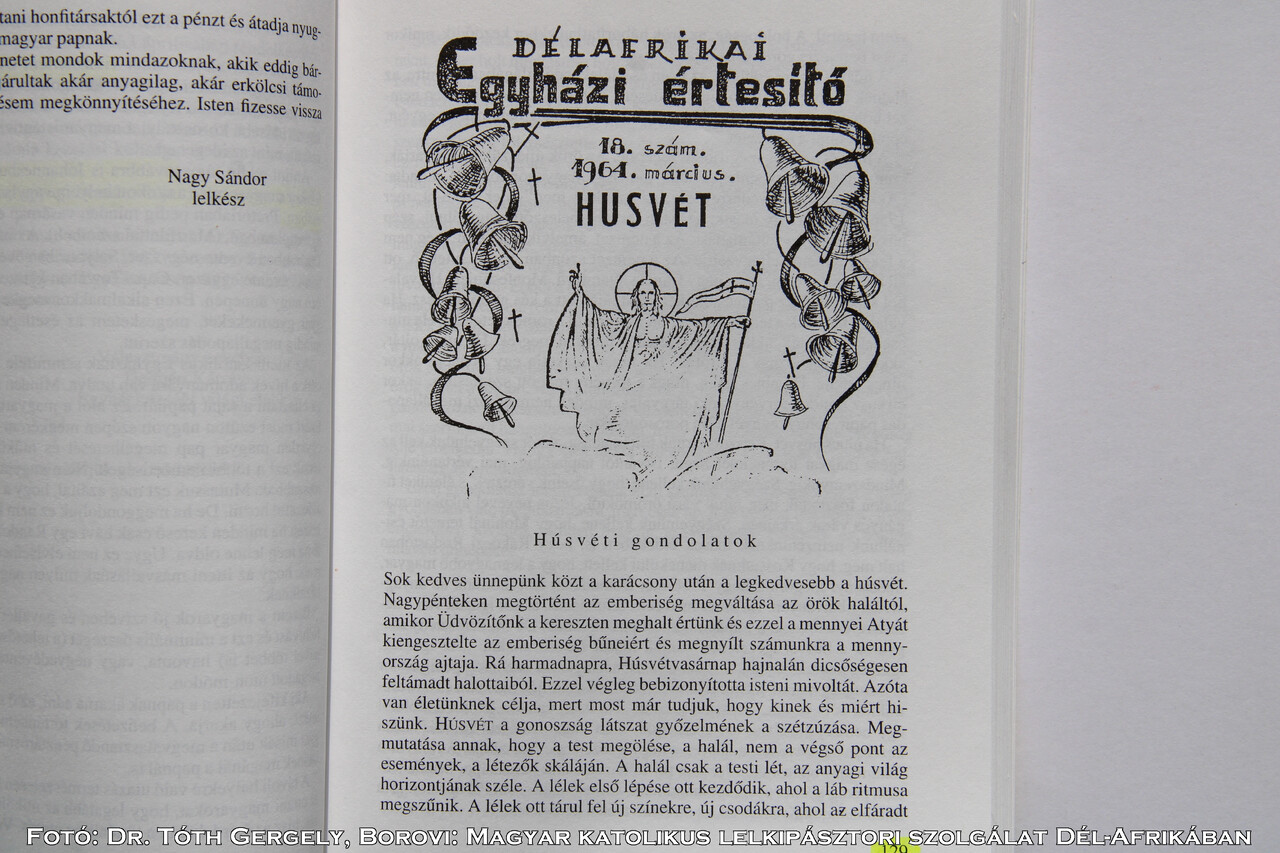 tani honfitársaktól ezt a pénzt és átadja nyug-
magyar papnak.
netet mondok mindazoknak, akik eddig bár-
árultak akár anyagilag, akár erkölcsi támo-
ésem megkönnyítéséhez. Isten fizesse vissza
Nagy Sándor
lelkész
DÉLAFRIKAI
Egyházi értesítő
18. szám.
1964. március.
HUSVÉT
Húsvéti gondolatok
Sok kedves ünnepünk közt a karácsony után a legkedvesebb a húsvét.
Nagypénteken megtörtént az emberiség megváltása az örök haláltól,
amikor Üdvözítőnk a kereszten meghalt értünk és ezzel a mennyei Atyát
kiengesztelte az emberiség bűneiért és megnyílt számunkra a menny-
ország ajtaja. Rá harmadnapra, Húsvétvasárnap hajnalán dicsőségesen
feltámadt halottaiból. Ezzel végleg bebizonyította isteni mivoltát. Azóta
van életünknek célja, mert most már tudjuk, hogy kinek és miért hi-
szünk. HÚSVÉT a gonoszság látszat győzelmének a szétzúzása. Meg-
mutatása annak, hogy a test megölése, a halál, nem a végső pont az
események, a létezők skáláján. A halál csak a testi lét, az anyagi világ
horizontjának széle. A lélek első lépése ott kezdődik, ahol a láb ritmusa
megszűnik. A lélek ott tárul fel új színekre, új csodákra, ahol az elfáradt
129
Fotó: Dr. Tóth Gergely, Borovi: Magyar katolikus lelkipásztori szolgálat Dél-Afrikában